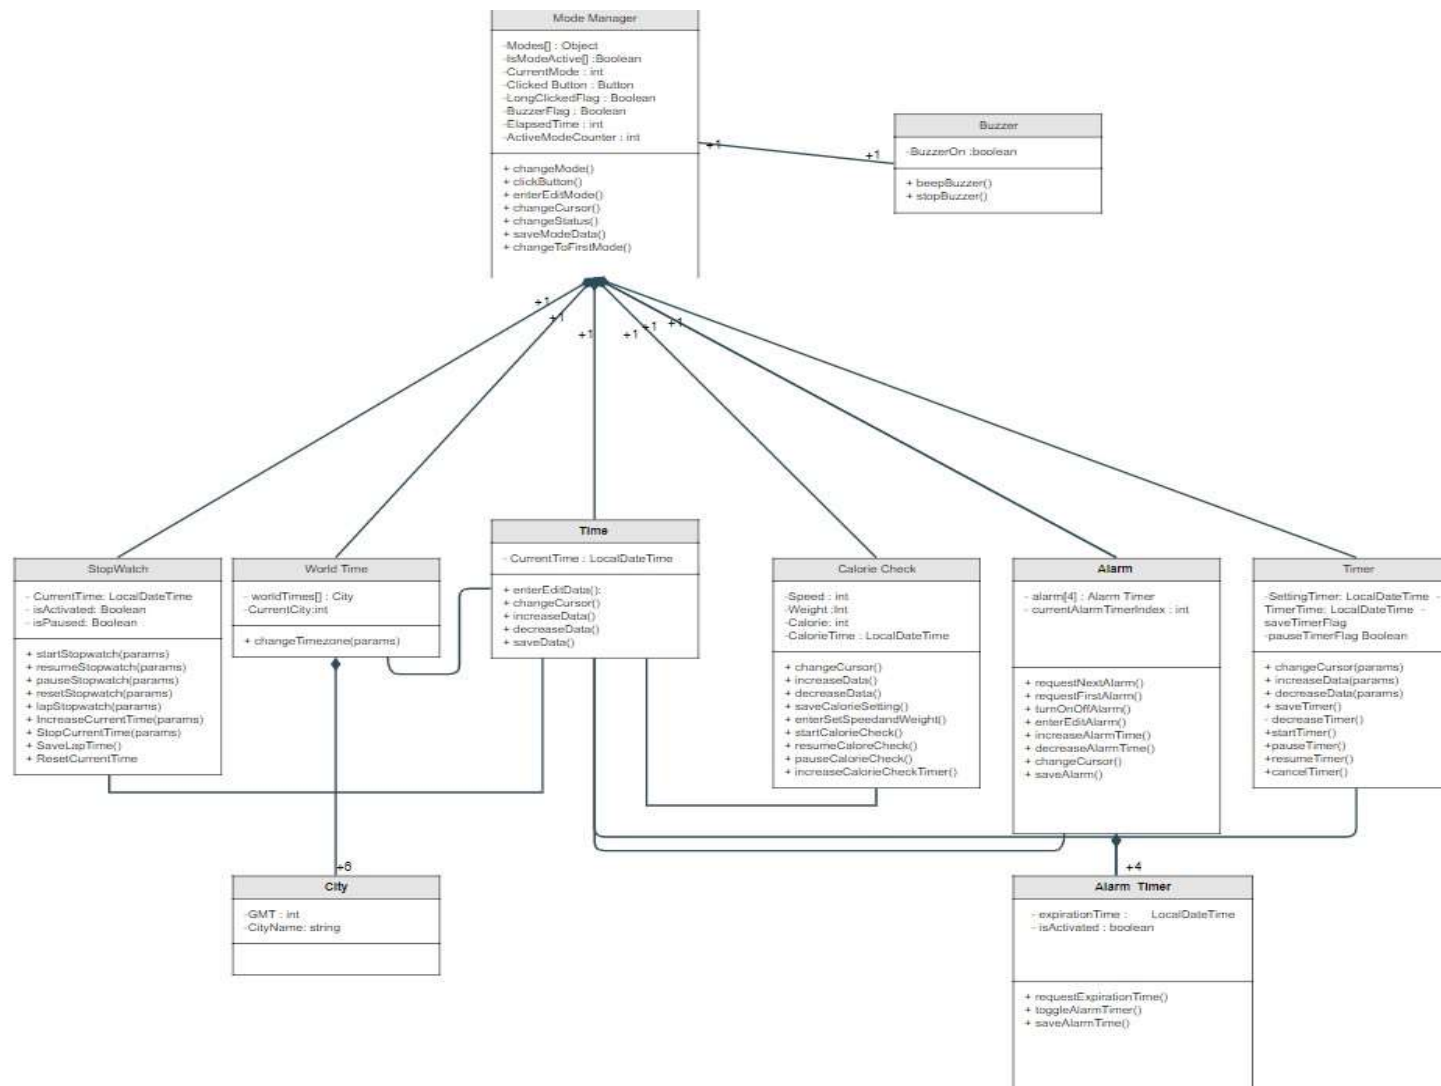 Mode Manager
-Modes[] : Object
-IsModeActive[] :Boolean
-CurrentMode : int
-Clicked Button : Button
-LongClickedFlag : Boolean
-BuzzerFlag : Boolean
-ElapsedTime : int
-ActiveModeCounter : int
+ changeMode()
+ clickButton()
+ enterEditMode()
+ changeCursor()
+ changeStatus()
+ saveModeData()
+ changeToFirstMode()
+1
+1
Buzzer
-BuzzerOn :boolean
+ beepBuzzer()
+ stopBuzzer()
+1
+1
+1
+1
+1
+1
StopWatch
- CurrentTime: LocalDateTime
- isActivated: Boolean
- isPaused: Boolean
+ startStopwatch(params)
+ resumeStopwatch(params)
+ pauseStopwatch(params)
+ resetStopwatch(params)
+ lapStopwatch(params)
+ IncreaseCurrentTime(params)
+ StopCurrentTime(params)
+ SaveLapTime()
+ ResetCurrentTime
World Time
- worldTimes[] : City
-CurrentCity:int
+ changeTimezone(params)
Time
- CurrentTime : LocalDateTime
+ enterEditData():
+ changeCursor()
+ increaseData()
+ decreaseData()
+ saveData()
Calorie Check
-Speed : int
-Weight :Int
-Calorie: int
-CalorieTime : LocalDateTime
+ changeCursor()
+ increaseData()
+ decreaseData()
+ saveCalorieSetting()
+ enterSetSpeedandWeight()
+ startCalorieCheck()
+ resumeCaloreCheck()
+ pauseCalorieCheck()
+ increaseCalorieCheckTimer()
Alarm
- alarm[4] : Alarm Timer
- currentAlarmTimerIndex : int
+ requestNextAlarm()
+ requestFirstAlarm()
+ turnOnOffAlarm()
+ enterEditAlarm()
+ increaseAlarmTime()
+ decreaseAlarmTime()
+ changeCursor()
+ saveAlarm()
Timer
-SettingTimer: LocalDateTime -
TimerTime: LocalDateTime -
saveTimerFlag
-pauseTimerFlag Boolean
+ changeCursor(params)
+ increaseData(params)
+ decreaseData(params)
+ saveTimer()
- decreaseTimer()
+startTimer()
+pauseTimer()
+resumeTimer()
+cancelTimer()
+6
City
-GMT : int
-CityName: string
+4
Alarm Timer
- expirationTime : LocalDateTime
- isActivated : boolean
+ requestExpirationTime()
+ toggleAlarmTimer()
+ saveAlarmTime()